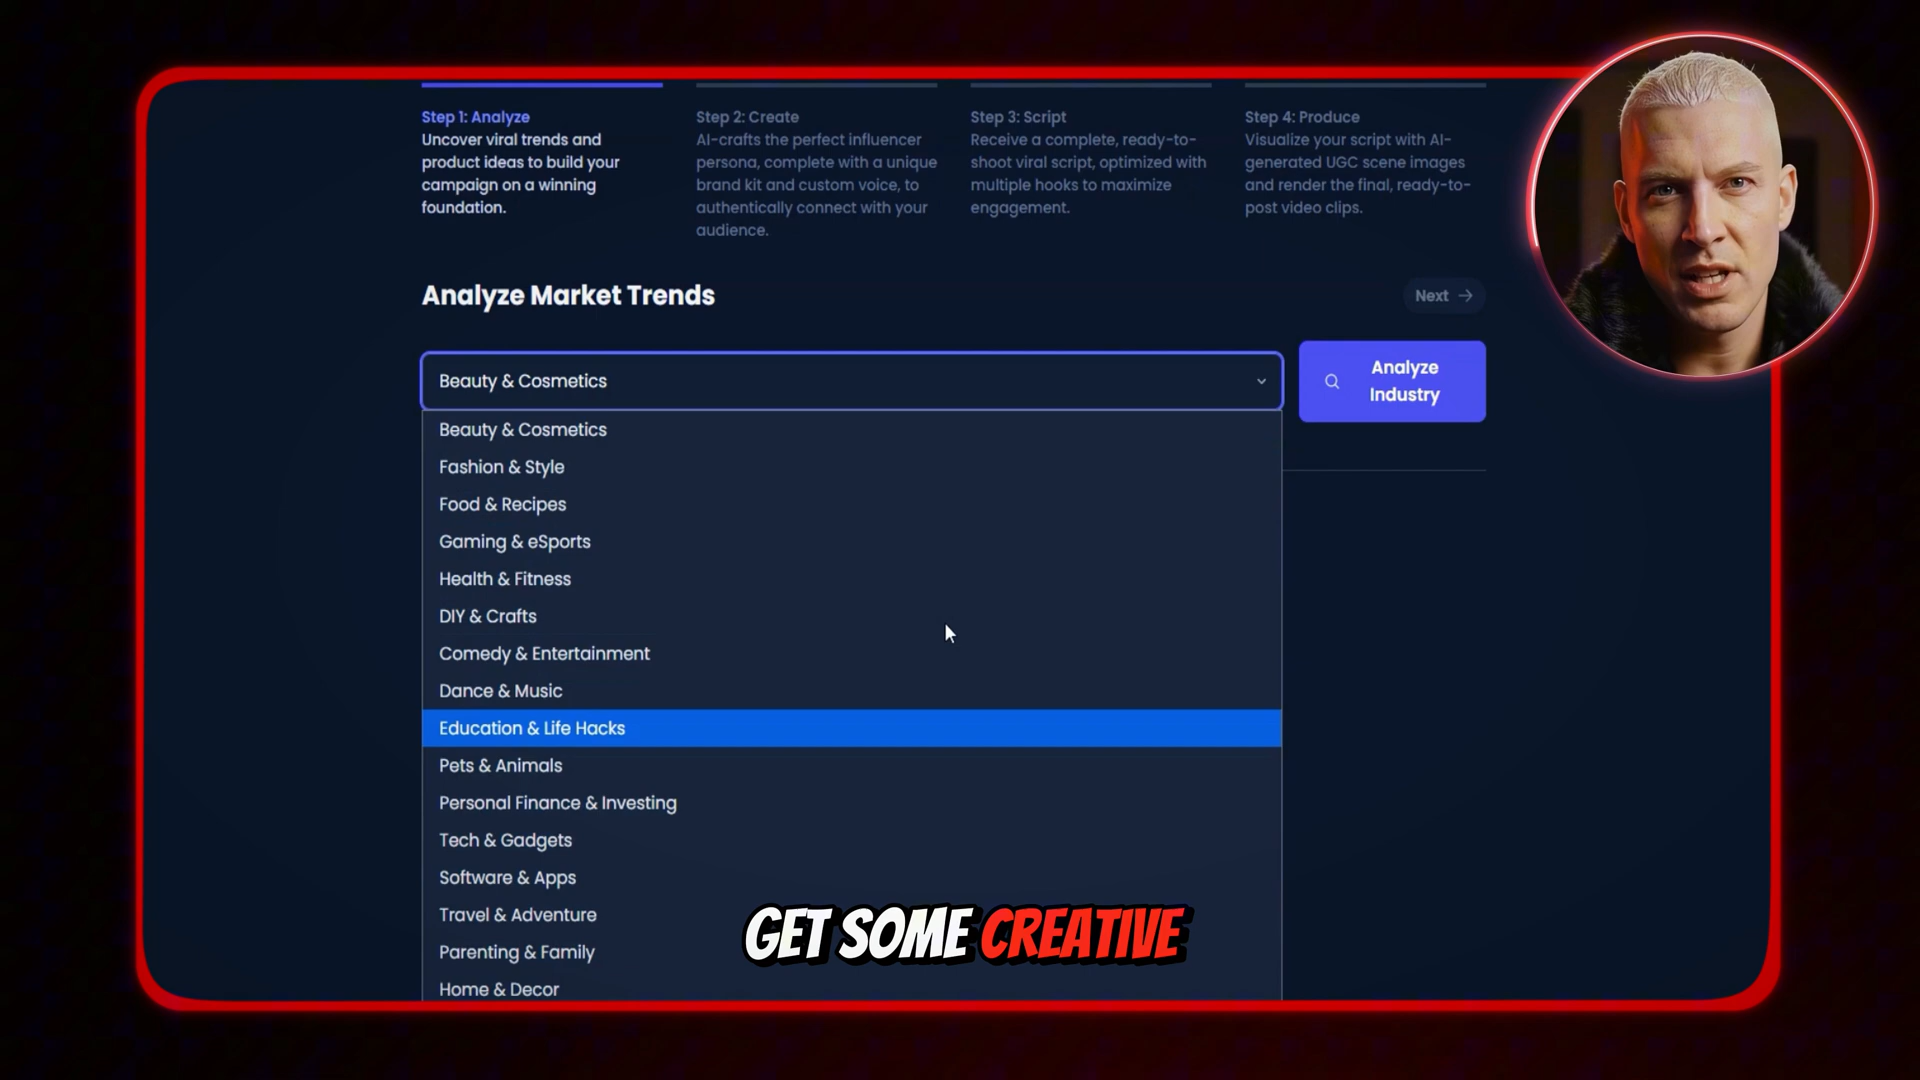 Step 1: Analyze
Uncover viral trends and
product ideas to build your
campaign on a winning
foundation.
Step 2: Create
AI-crafts the perfect influencer
persona, complete with a unique
brand kit and custom voice, to
authentically connect with your
audience.
Step 3: Script
Receive a complete, ready-to-
shoot viral script, optimized with
multiple hooks to maximize
engagement.
Step 4: Produce
Visualize your script with AI-
generated UGC scene images
and render the final, ready-to-
post video clips.
Analyze Market Trends
Next
Beauty & Cosmetics
Analyze
Industry
Beauty & Cosmetics
Fashion & Style
Food & Recipes
Gaming & eSports
Health & Fitness
DIY & Crafts
Comedy & Entertainment
Dance & Music
Education & Life Hacks
Pets & Animals
Personal Finance & Investing
Tech & Gadgets
Software & Apps
Travel & Adventure
Parenting & Family
Home & Decor
GET SOME CREATIVE